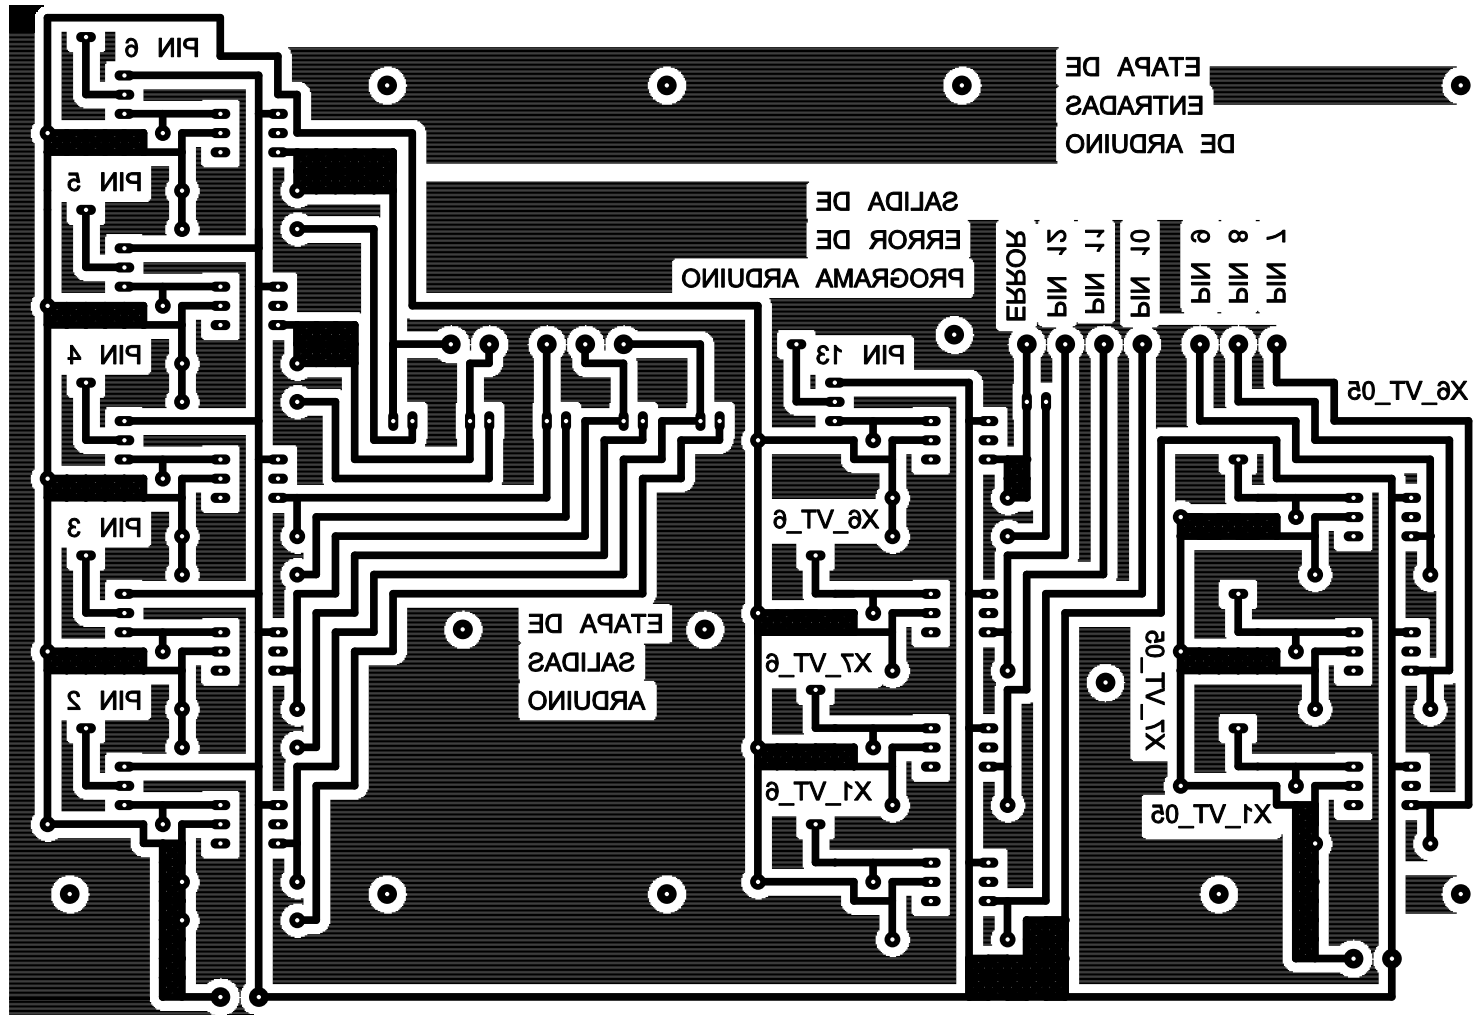 PIN 6
ETAPA DE
ENTRADAS
DE ARDUINO
PIN 5
SALIDA DE
ERROR DE
PROGRAMA ARDUINO
ERROR
PIN 12
PIN 11
PIN 10
PIN 9
PIN 8
PIN 7
PIN 4
PIN 13
X6_VT_05
PIN 3
X6_VT_6
ETAPA DE
SALIDAS
ARDUINO
X7_VT_6
X7_VT_05
PIN 2
X1_VT_6
X1_VT_05